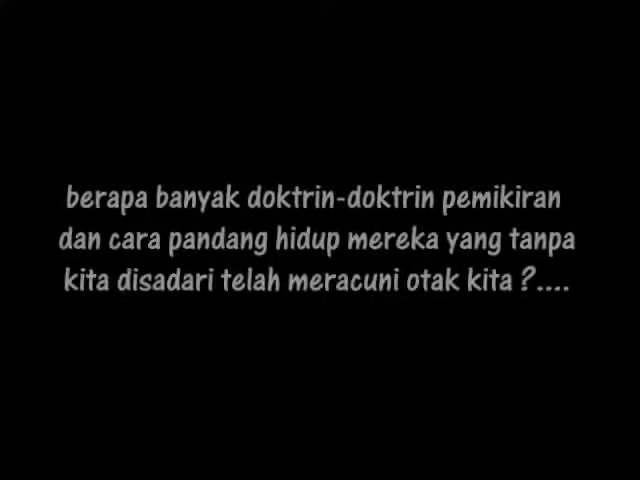 berapa banyak doktrin-doktrin pemikiran
dan cara pandang hidup mereka yang tanpa
kita disadari telah meracuni otak kita ?....